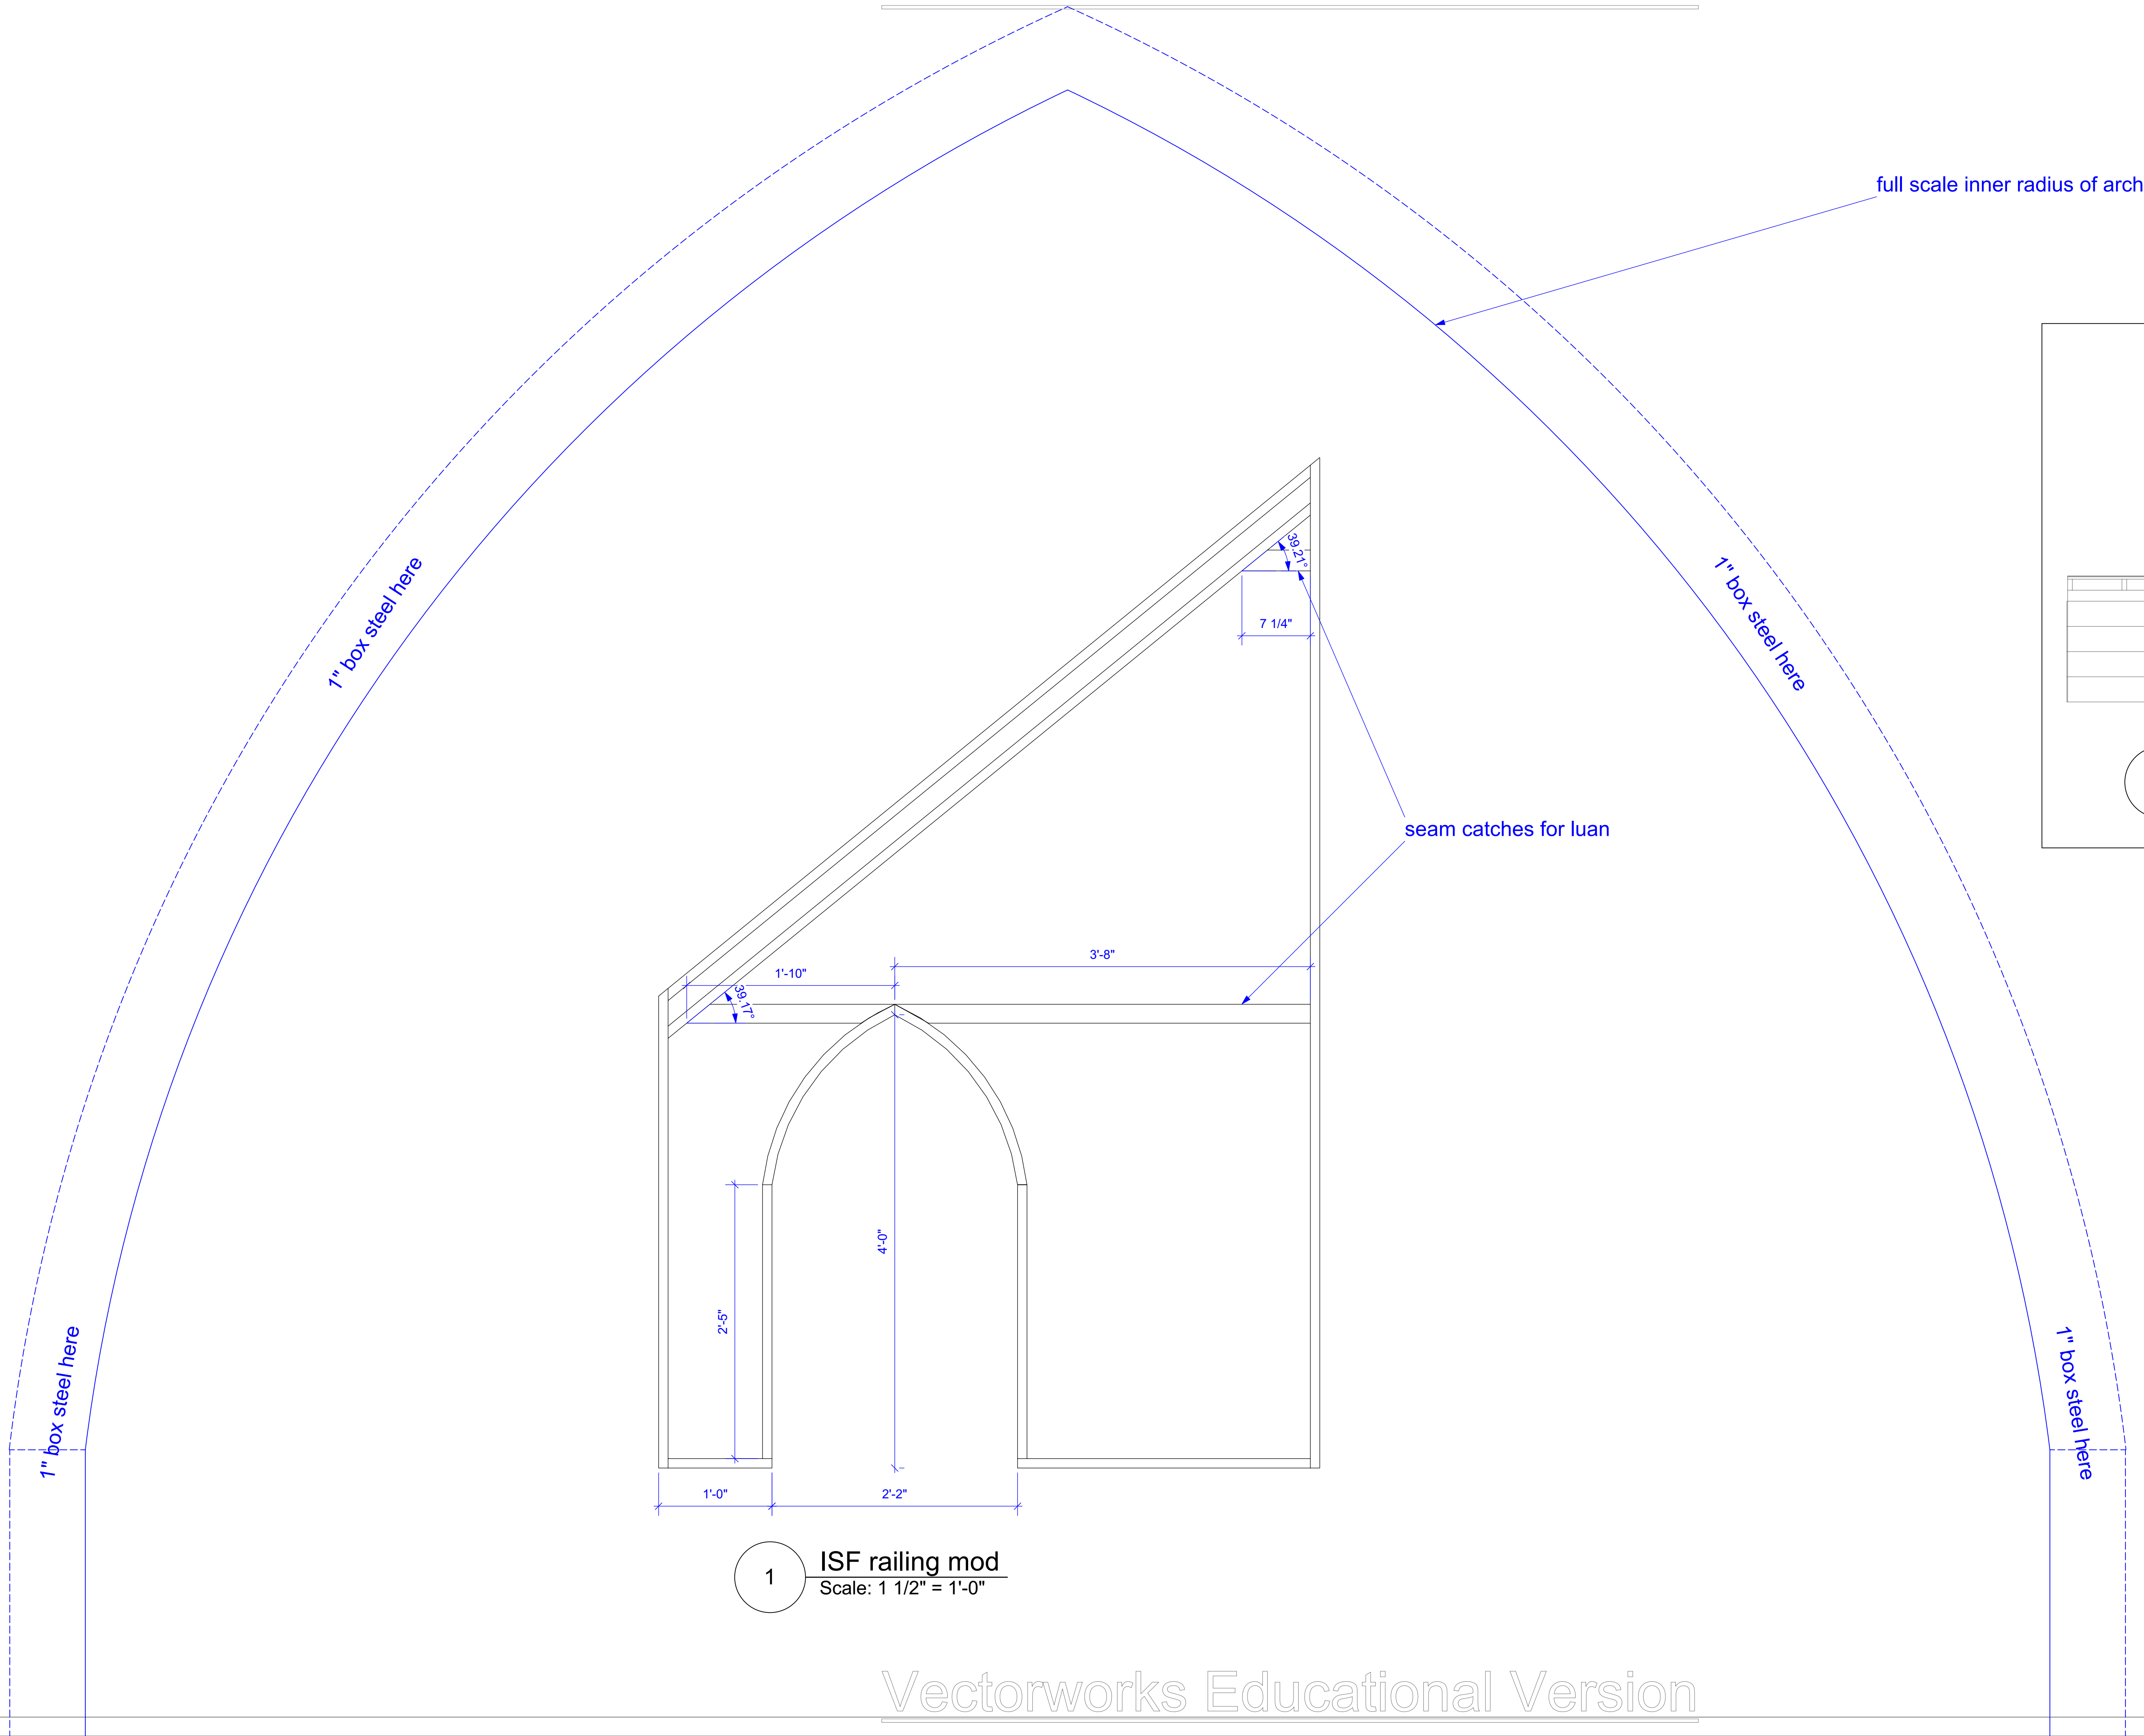 full scale inner radius of arch
1" box steel here
1" box steel here
39.21°
7 1/4"
seam catches for luan
3'-8"
1'-10"
39.17°
4'-0"
2'-5"
1" box steel here
1" box steel here
1'-0"
2'-2"
1
ISF railing mod
Scale: 1 1/2" = 1'-0"
Vectorworks Educational Version